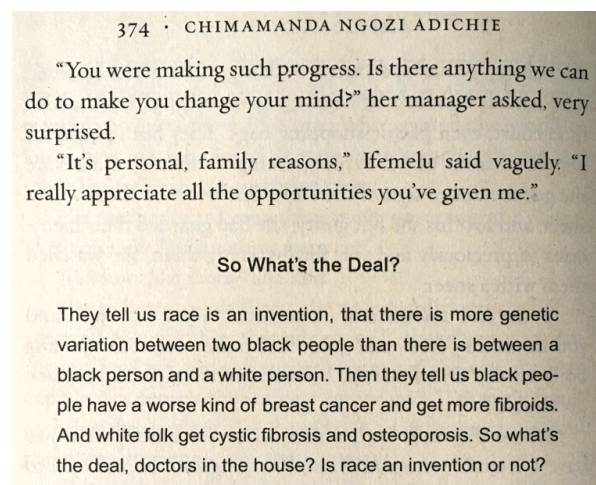 374 · CHIMAMANDA NGOZI ADICHIE
“You were making such progress. Is there anything we can
do to make you change your mind?” her manager asked, very
surprised.
“It’s personal, family reasons,” Ifemelu said vaguely. “I
really appreciate all the opportunities you’ve given me.”
So What’s the Deal?
They tell us race is an invention, that there is more genetic
variation between two black people than there is between a
black person and a white person. Then they tell us black peo-
ple have a worse kind of breast cancer and get more fibroids.
And white folk get cystic fibrosis and osteoporosis. So what’s
the deal, doctors in the house? Is race an invention or not?